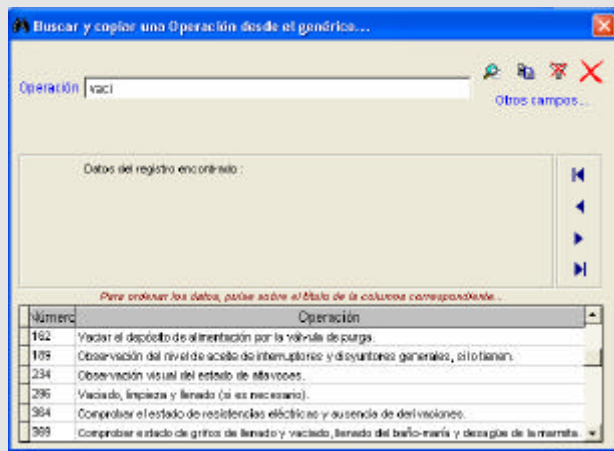 Buscar y copiar una Operación desde el genérico...
Operación vaci
Otros campos...
Datos del registro encontrado :
Para ordenar los datos, pulse sobre el título de la columna correspondiente...
Número Operación
162 Vaciar el depósito de alimentación por la válvula de purga.
189 Observación del nivel de aceite de interruptores y disyuntores generales, si lo tienen.
234 Observación visual del estado de altavoces.
296 Vaciado, limpieza y llenado (si es necesario).
364 Comprobar el estado de resistencias eléctricas y ausencia de derivaciones.
369 Comprobar estado de grifos de llenado y vaciado, llenado del baño-maría y desagüe de la marmita.